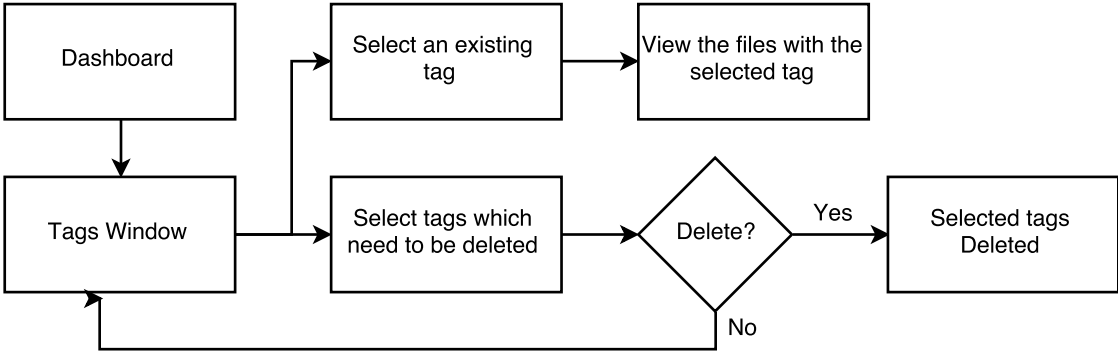 Dashboard
Select an existing
tag
View the files with the
selected tag
Tags Window
Select tags which
need to be deleted
Delete?
Yes
Selected tags
Deleted
No